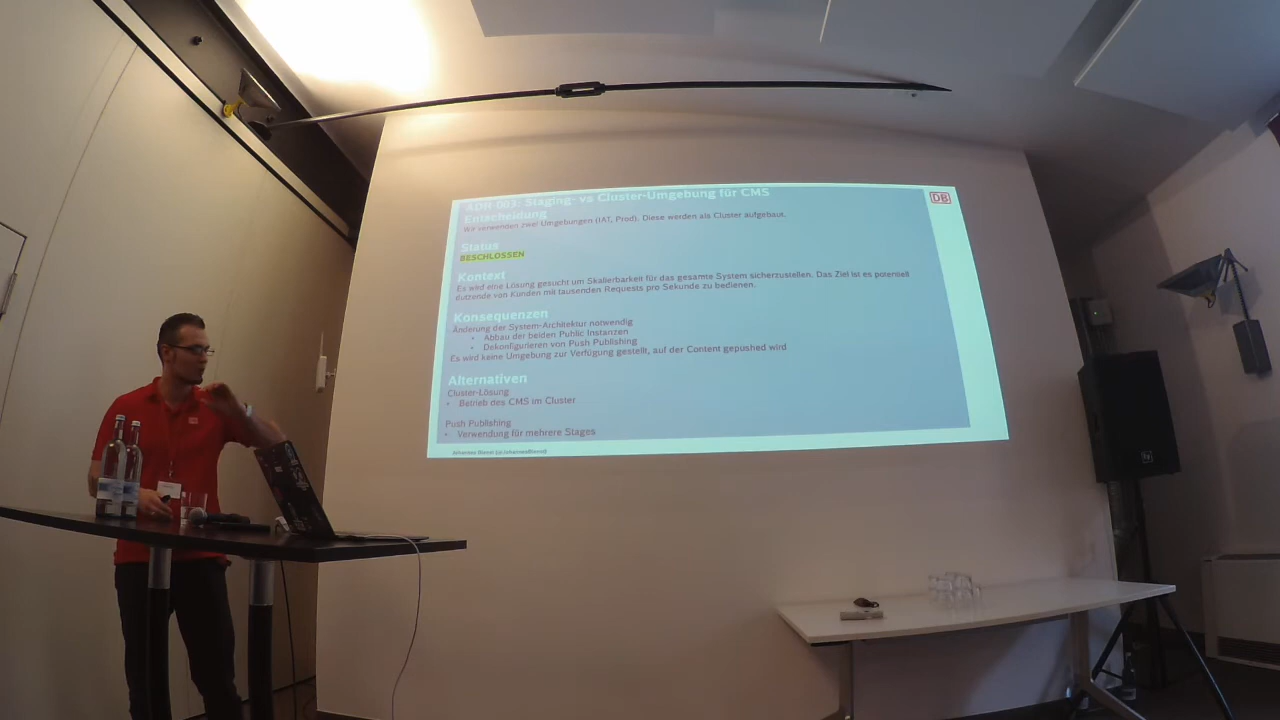 ADR 007: Staging- vs Cluster-Umgebung für CMS
DB
Entscheidung
Wir verwenden zwei Umgebungen (IAT, Prod). Diese werden als Cluster aufgebaut.
Status
BESCHLOSSEN
Kontext
Es wird eine Lösung gesucht um Skalierbarkeit für das gesamte System sicherzustellen. Das Ziel ist es potentiell
dutzende von Kunden mit tausenden Requests pro Sekunde zu bedienen.
Konsequenzen
Änderung der System-Architektur notwendig
• Abbau der beiden Public Instanzen
• Dekonfigurieren von Push Publishing
Es wird keine Umgebung zur Verfügung gestellt, auf der Content gepushed wird
Alternativen
Cluster-Lösung
• Betrieb des CMS im Cluster
Push Publishing
• Verwendung für mehrere Stages